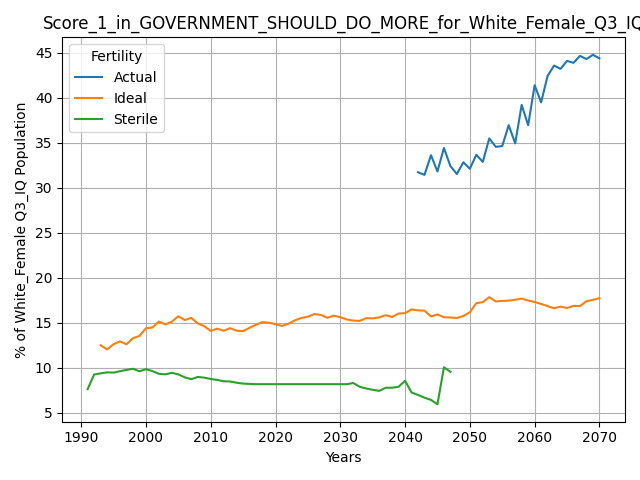 Score_1_in_GOVERNMENT_SHOULD_DO_MORE_for_White_Female_Q3_IQ
Fertility
Actual
Ideal
Sterile
% of White_Female Q3_IQ Population
45
40
35
30
25
20
15
10
5
1990 2000 2010 2020 2030 2040 2050 2060 2070
Years